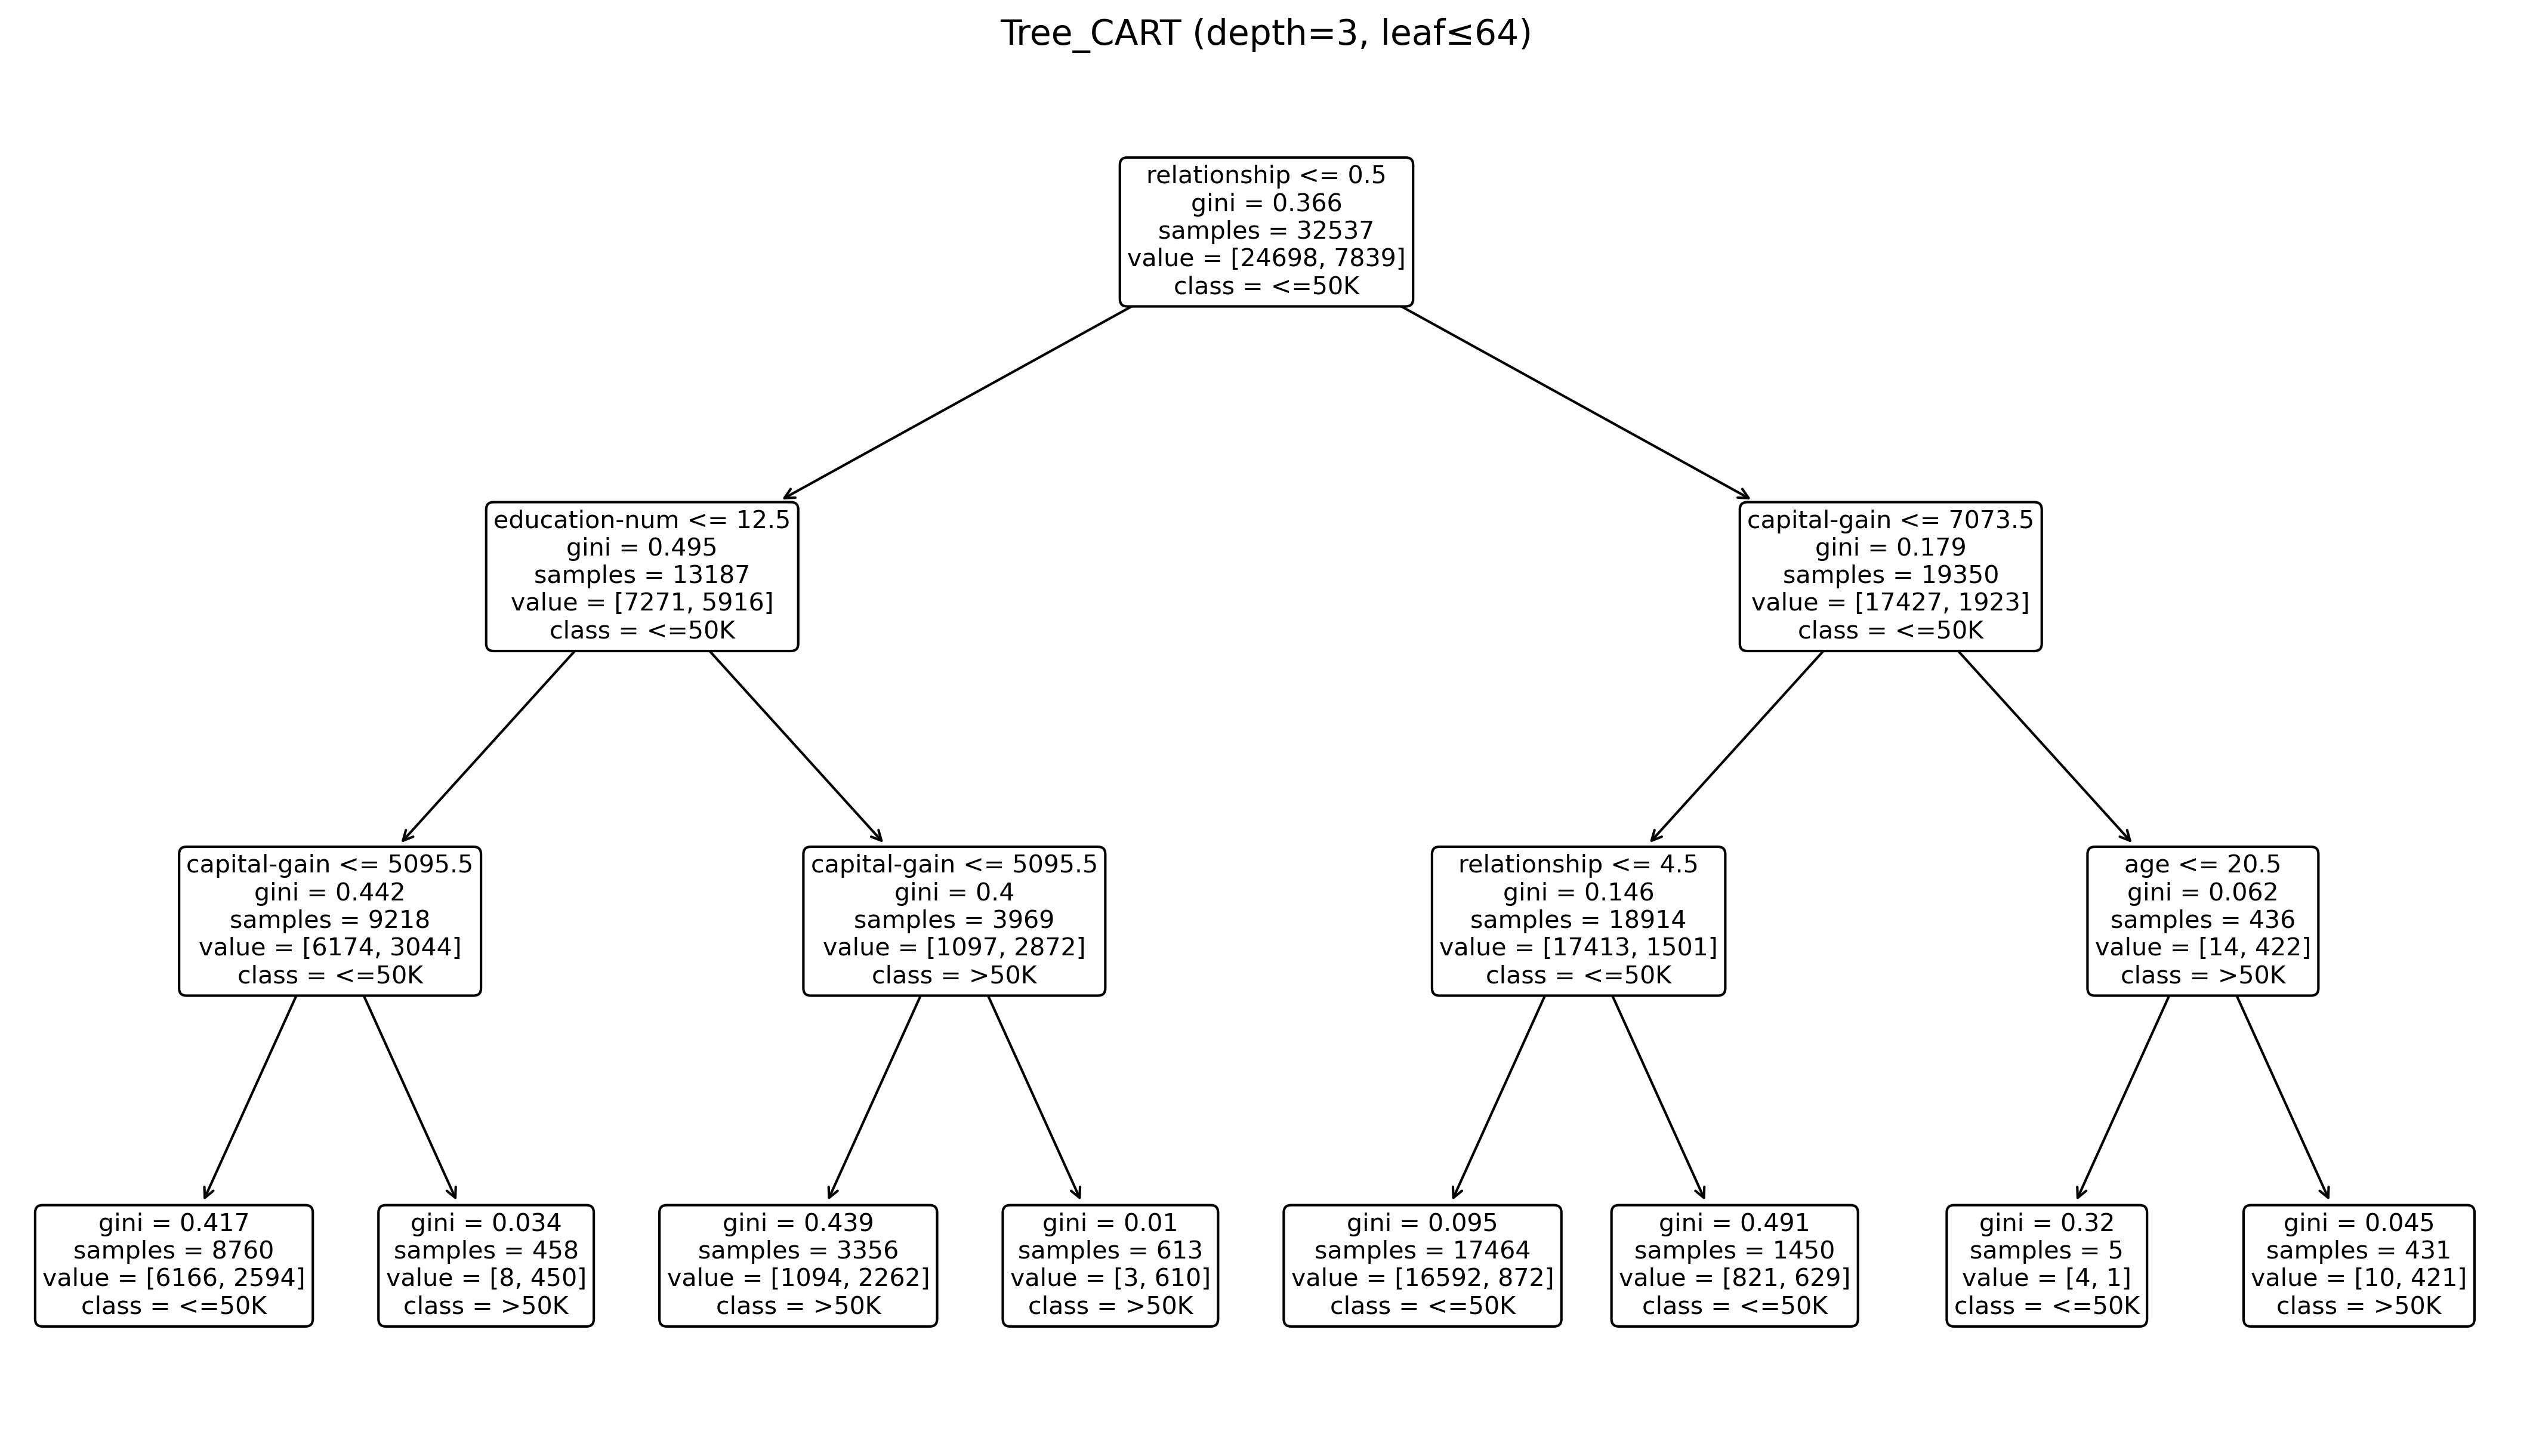 Tree_CART (depth=3, leaf≤64)
relationship <= 0.5
gini = 0.366
samples = 32537
value = [24698, 7839]
class = <=50K
education-num <= 12.5
gini = 0.495
samples = 13187
value = [7271, 5916]
class = <=50K
capital-gain <= 7073.5
gini = 0.179
samples = 19350
value = [17427, 1923]
class = <=50K
capital-gain <= 5095.5
gini = 0.442
samples = 9218
value = [6174, 3044]
class = <=50K
capital-gain <= 5095.5
gini = 0.4
samples = 3969
value = [1097, 2872]
class = >50K
relationship <= 4.5
gini = 0.146
samples = 18914
value = [17413, 1501]
class = <=50K
age <= 20.5
gini = 0.062
samples = 436
value = [14, 422]
class = >50K
gini = 0.417
samples = 8760
value = [6166, 2594]
class = <=50K
gini = 0.034
samples = 458
value = [8, 450]
class = >50K
gini = 0.439
samples = 3356
value = [1094, 2262]
class = >50K
gini = 0.01
samples = 613
value = [3, 610]
class = >50K
gini = 0.095
samples = 17464
value = [16592, 872]
class = <=50K
gini = 0.491
samples = 1450
value = [821, 629]
class = <=50K
gini = 0.32
samples = 5
value = [4, 1]
class = <=50K
gini = 0.045
samples = 431
value = [10, 421]
class = >50K